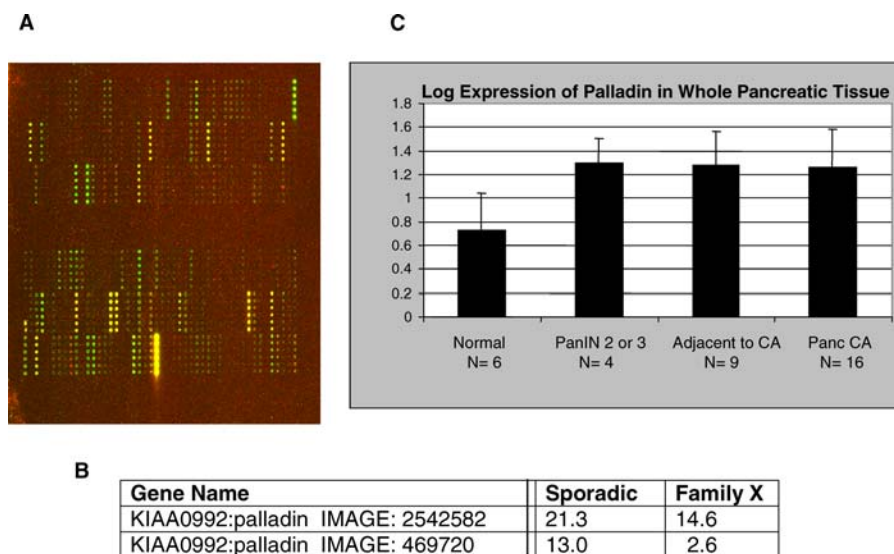 A
C
Log Expression of Palladin in Whole Pancreatic Tissue
1.8
1.6
1.4
1.2
1
0.8
0.6
0.4
0.2
0
Normal PanIN 2 or 3 Adjacent to CA Panc CA
N= 6 N= 4 N= 9 N= 16
B
Gene Name Sporadic Family X
KIAA0992:palladin IMAGE: 2542582 21.3 14.6
KIAA0992:palladin IMAGE: 469720 13.0 2.6